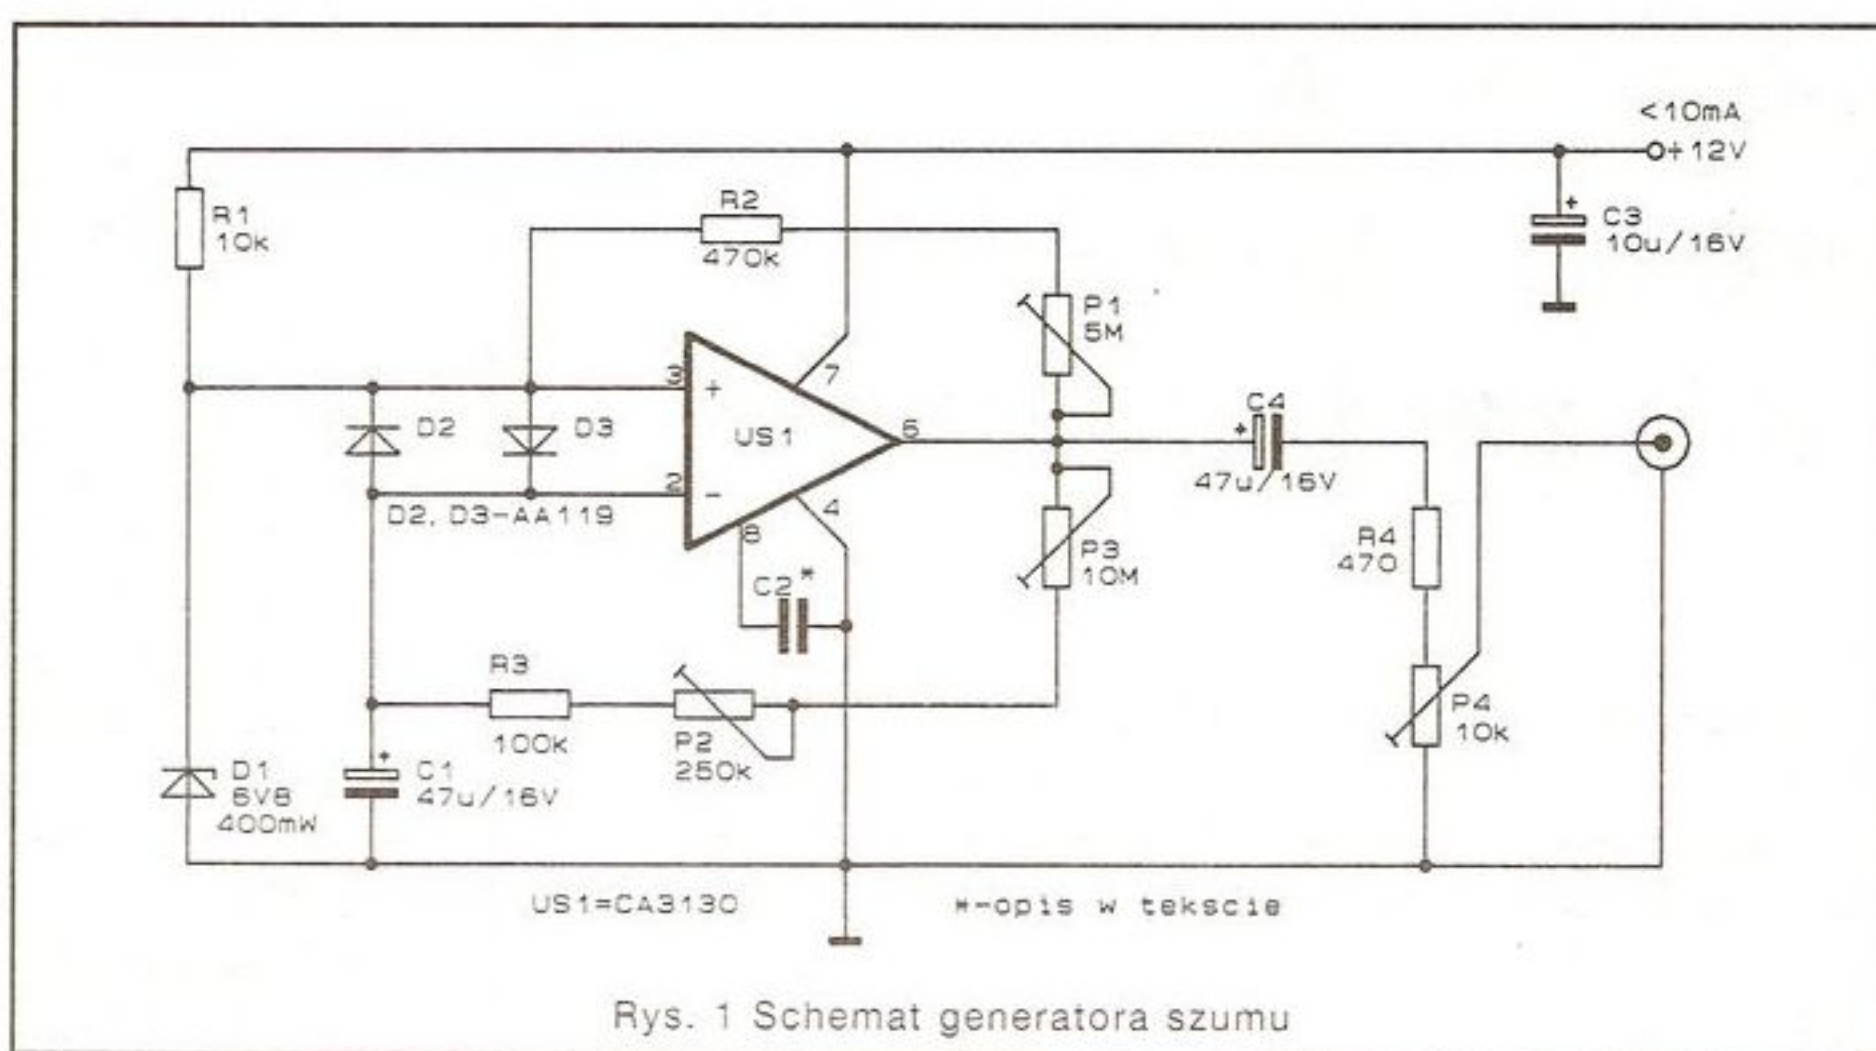 <10mA
+12V
R1
10k
R2
470k
C3
10u/16V
P1
5M
3
+
7
D2
D3
US1
6
C4
47u/16V
2
-
D2, D3-AA119
4
8
C2*
P3
10M
R4
470
R3
100k
P2
250k
P4
10k
D1
6V8
400mW
C1
47u/16V
US1=CA3130
*-opis w tekscie
Rys. 1 Schemat generatora szumu